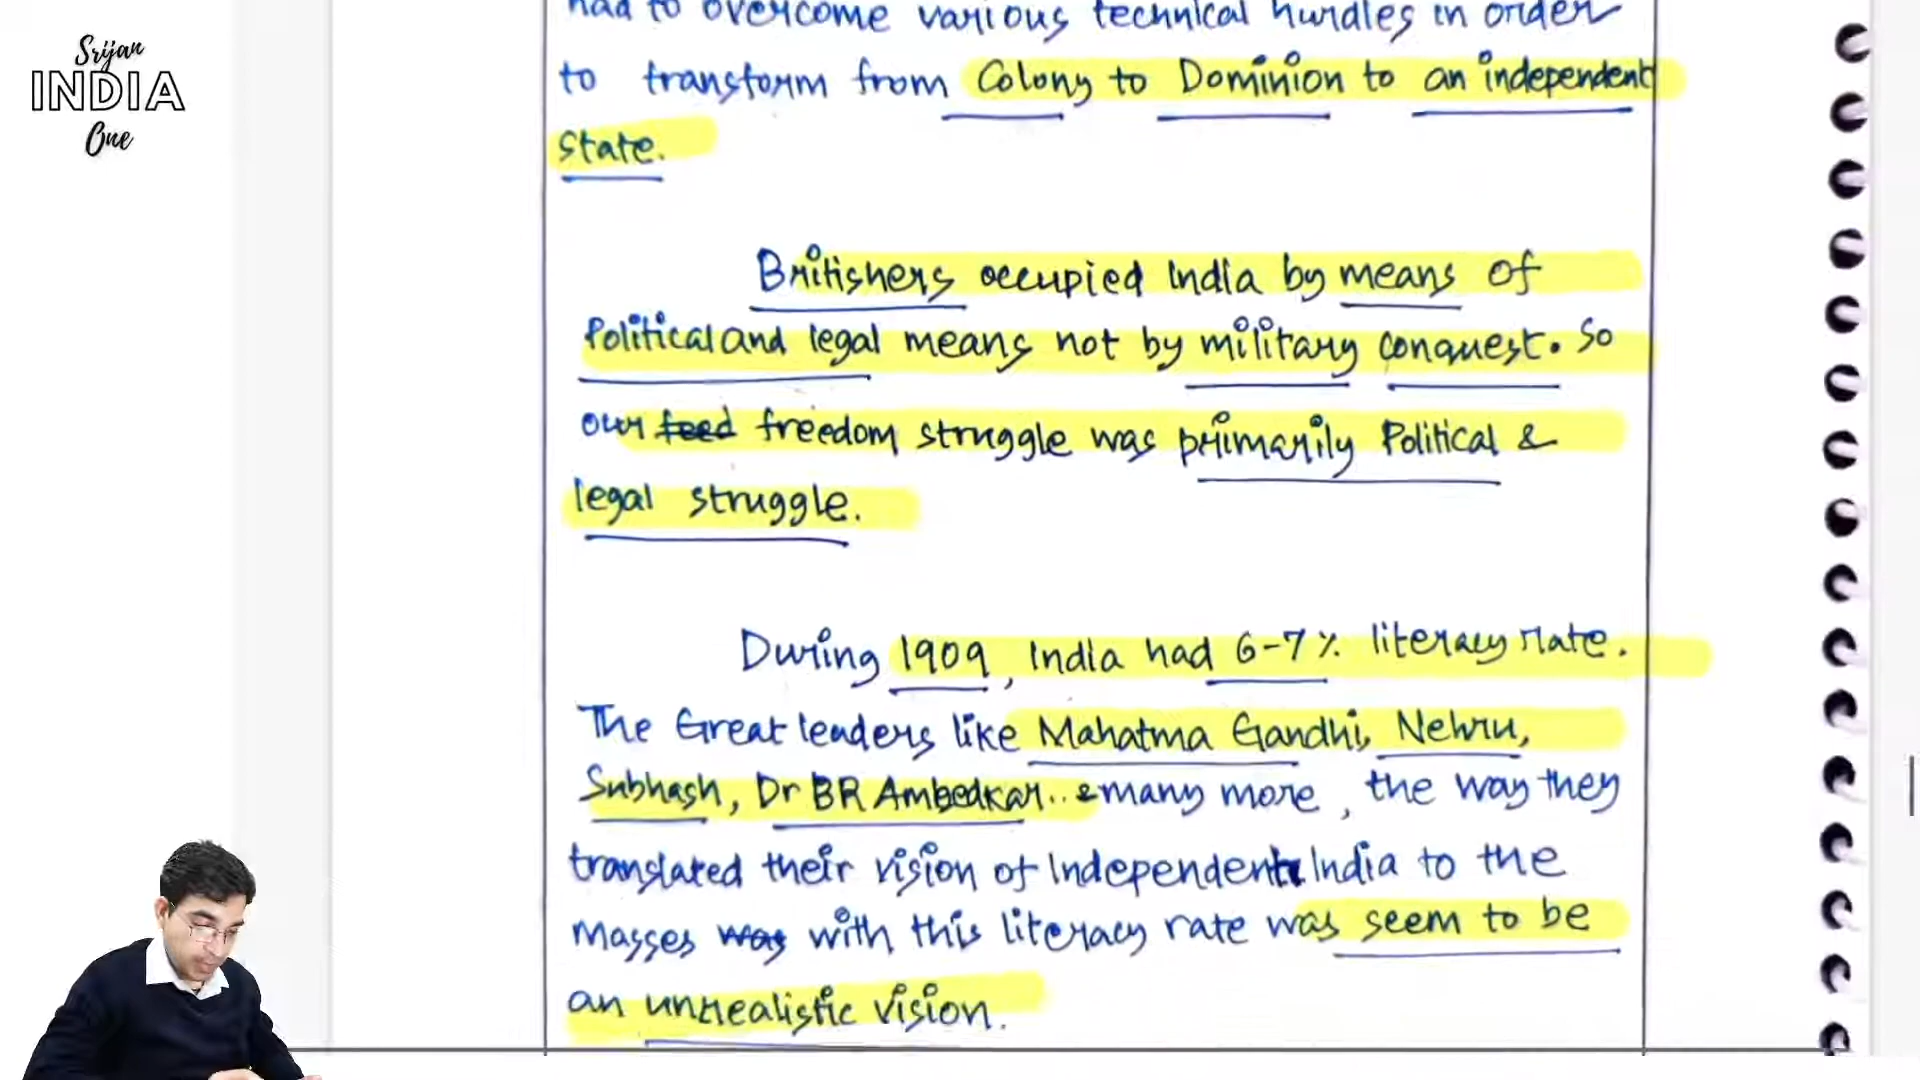 Srijan
INDIA
One
had to overcome various technical hurdles in order
to transform from Colony to Dominion to an independent
State.
Britishers occupied India by means of
Political and legal means not by military conquest. So
our feed freedom struggle was primarily Political &
legal struggle.
During 1909, India had 6-7% literacy rate.
The Great leaders like Mahatma Gandhi, Nehru,
Subhash, Dr BR Ambedkar.. & many more, the way they
translated their vision of Independent India to the
masses was with this literacy rate was seem to be
an unrealistic vision.